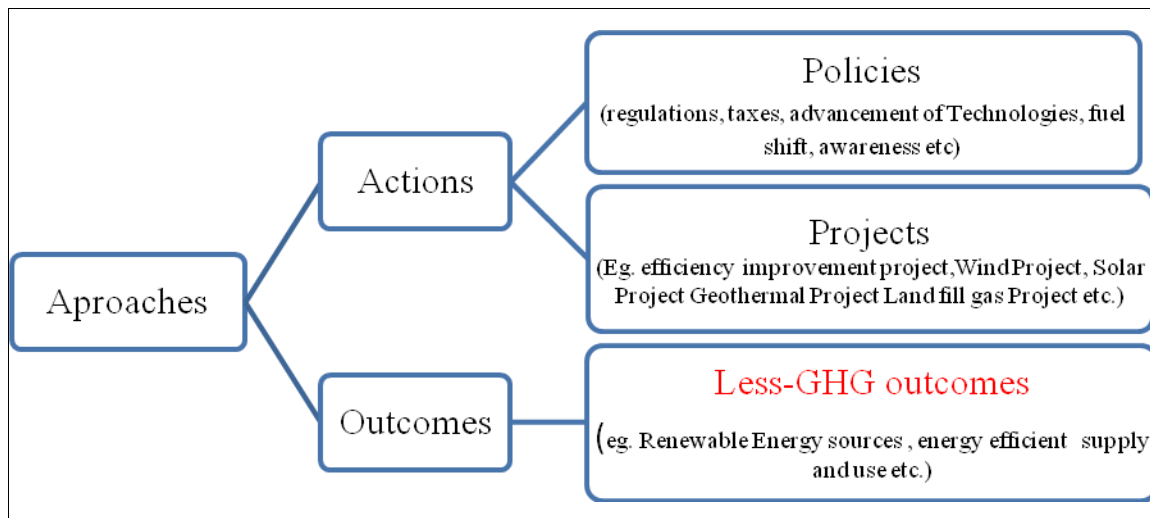 Policies
(regulations, taxes, advancement of Technologies, fuel
shift, awareness etc)
Actions
Projects
(Eg. efficiency improvement project,Wind Project, Solar
Project Geothermal Project Land fill gas Project etc.)
Aproaches
Less-GHG outcomes
Outcomes
(eg. Renewable Energy sources , energy efficient supply
and use etc.)